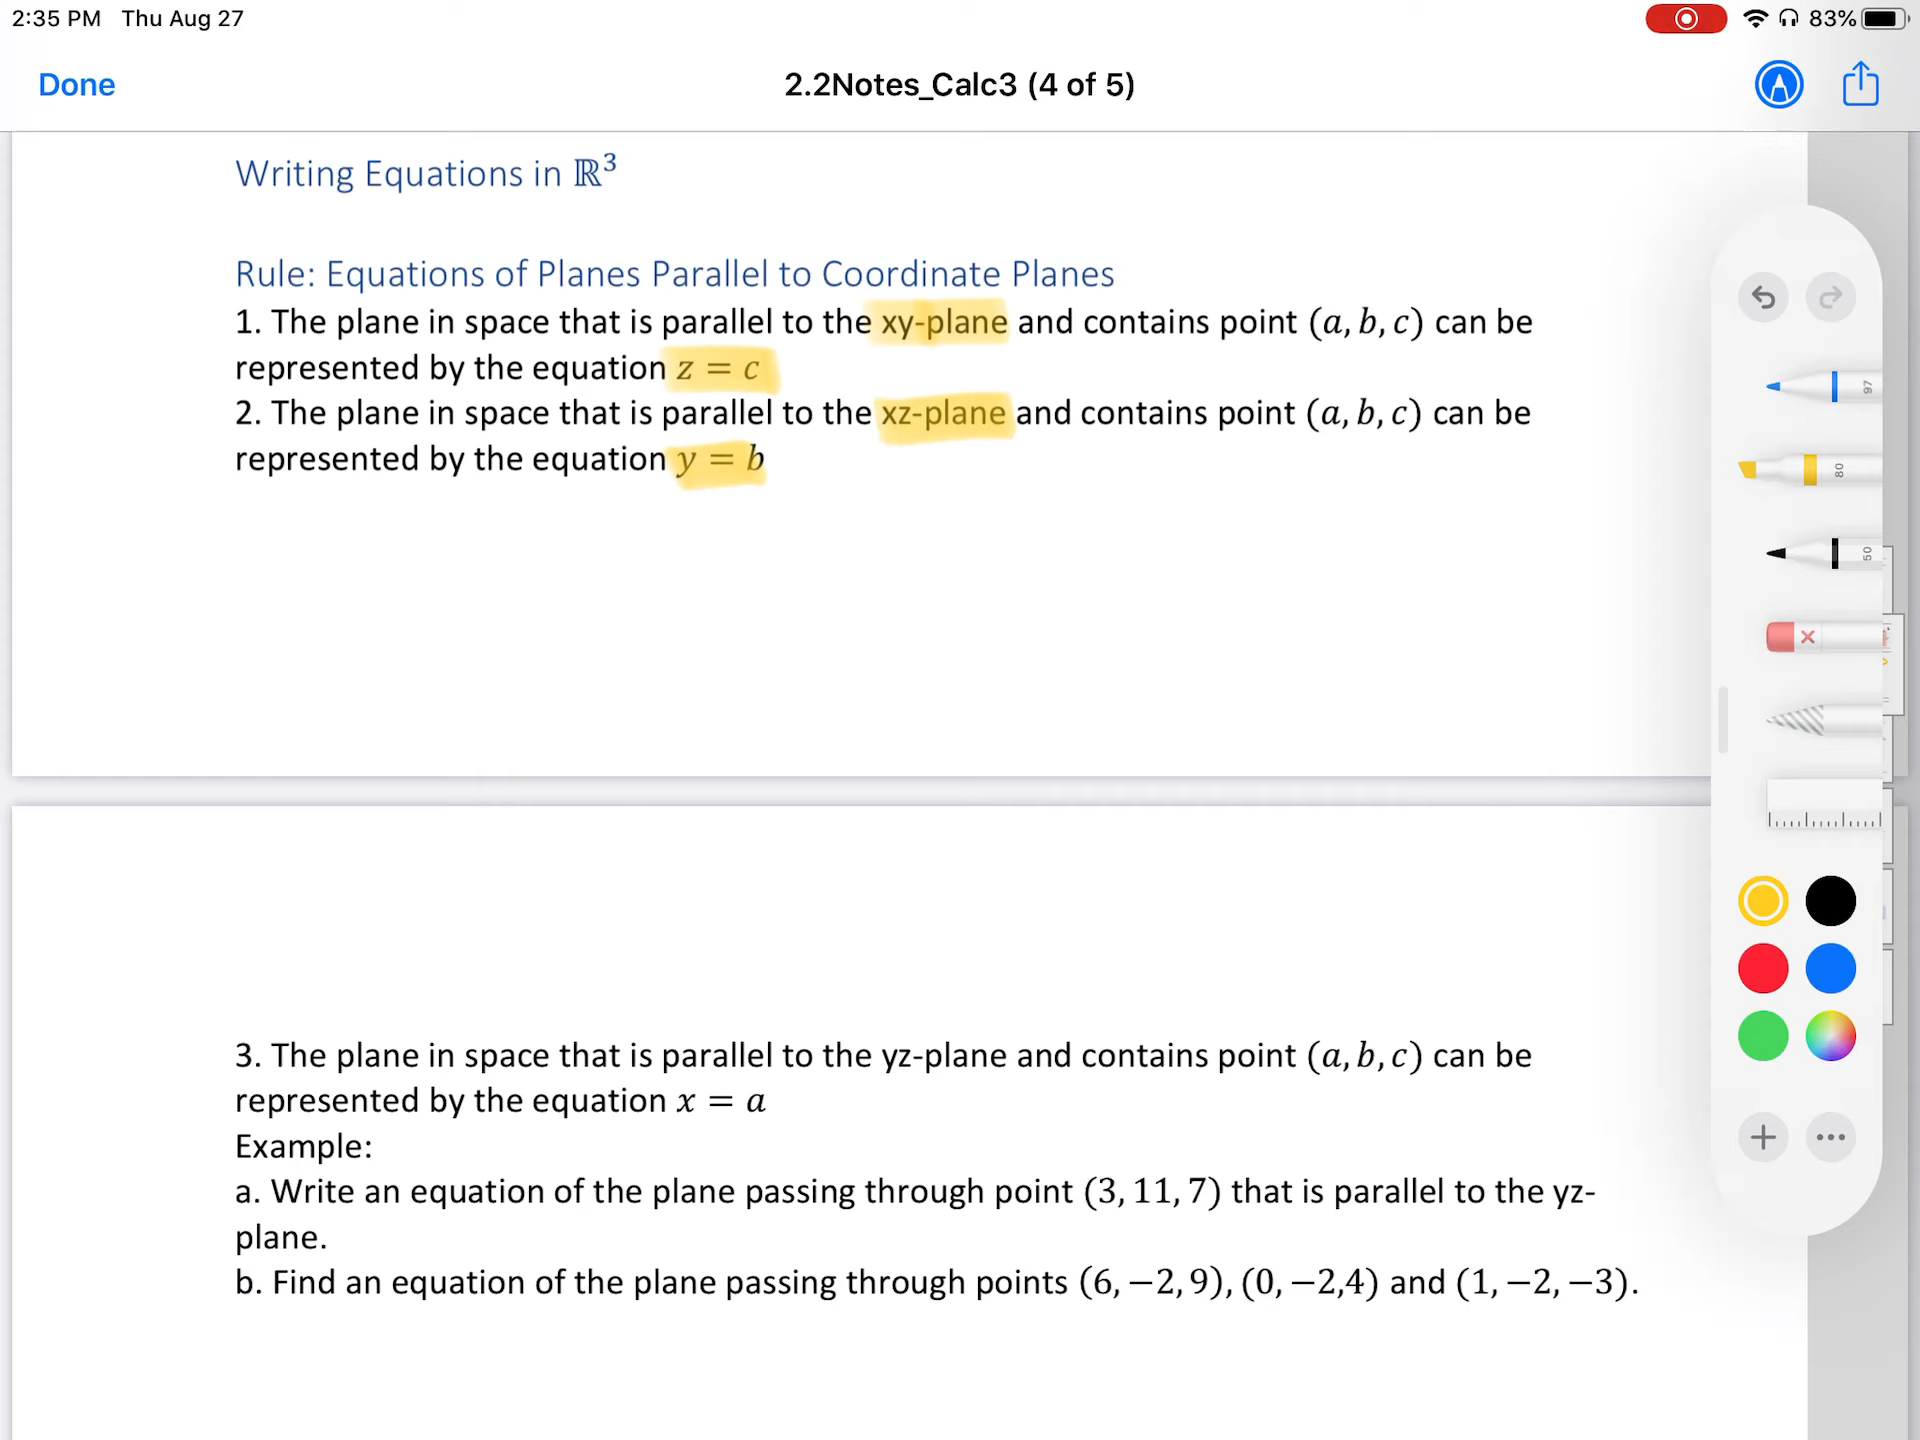 2:35 PM Thu Aug 27
83%
Done
2.2Notes_Calc3 (4 of 5)
Writing Equations in ℝ³
Rule: Equations of Planes Parallel to Coordinate Planes
1. The plane in space that is parallel to the xy-plane and contains point (a, b, c) can be
represented by the equation z = c
2. The plane in space that is parallel to the xz-plane and contains point (a, b, c) can be
represented by the equation y = b
97
80
50
3. The plane in space that is parallel to the yz-plane and contains point (a, b, c) can be
represented by the equation x = a
Example:
a. Write an equation of the plane passing through point (3, 11, 7) that is parallel to the yz-
plane.
b. Find an equation of the plane passing through points (6, −2, 9), (0, −2,4) and (1, −2, −3).